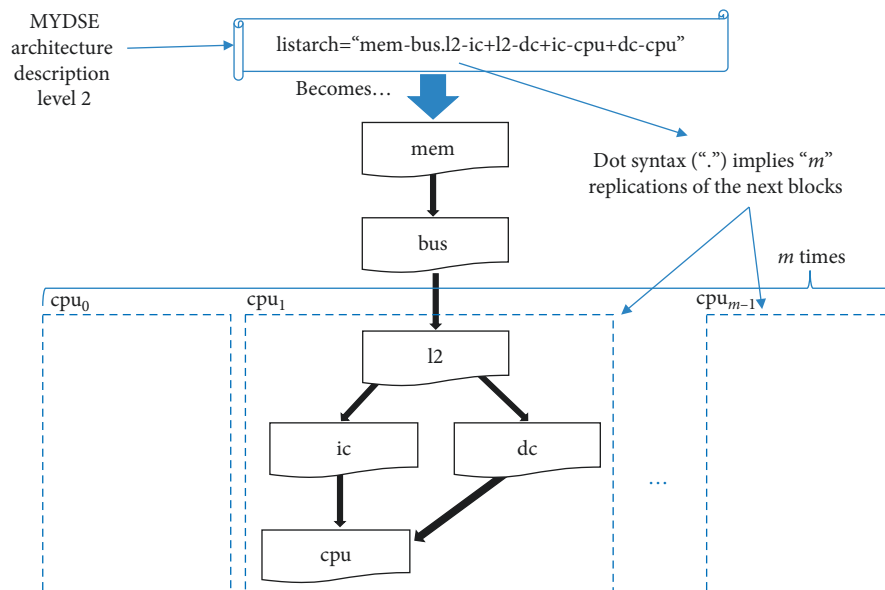 MYDSE
architecture
description
level 2
listarch=“mem-bus.l2-ic+l2-dc+ic-cpu+dc-cpu”
Becomes…
mem
Dot syntax (“.”) implies “m”
replications of the next blocks
bus
m times
cpu₀
cpu₁
cpuₘ₋₁
l2
ic
dc
…
cpu